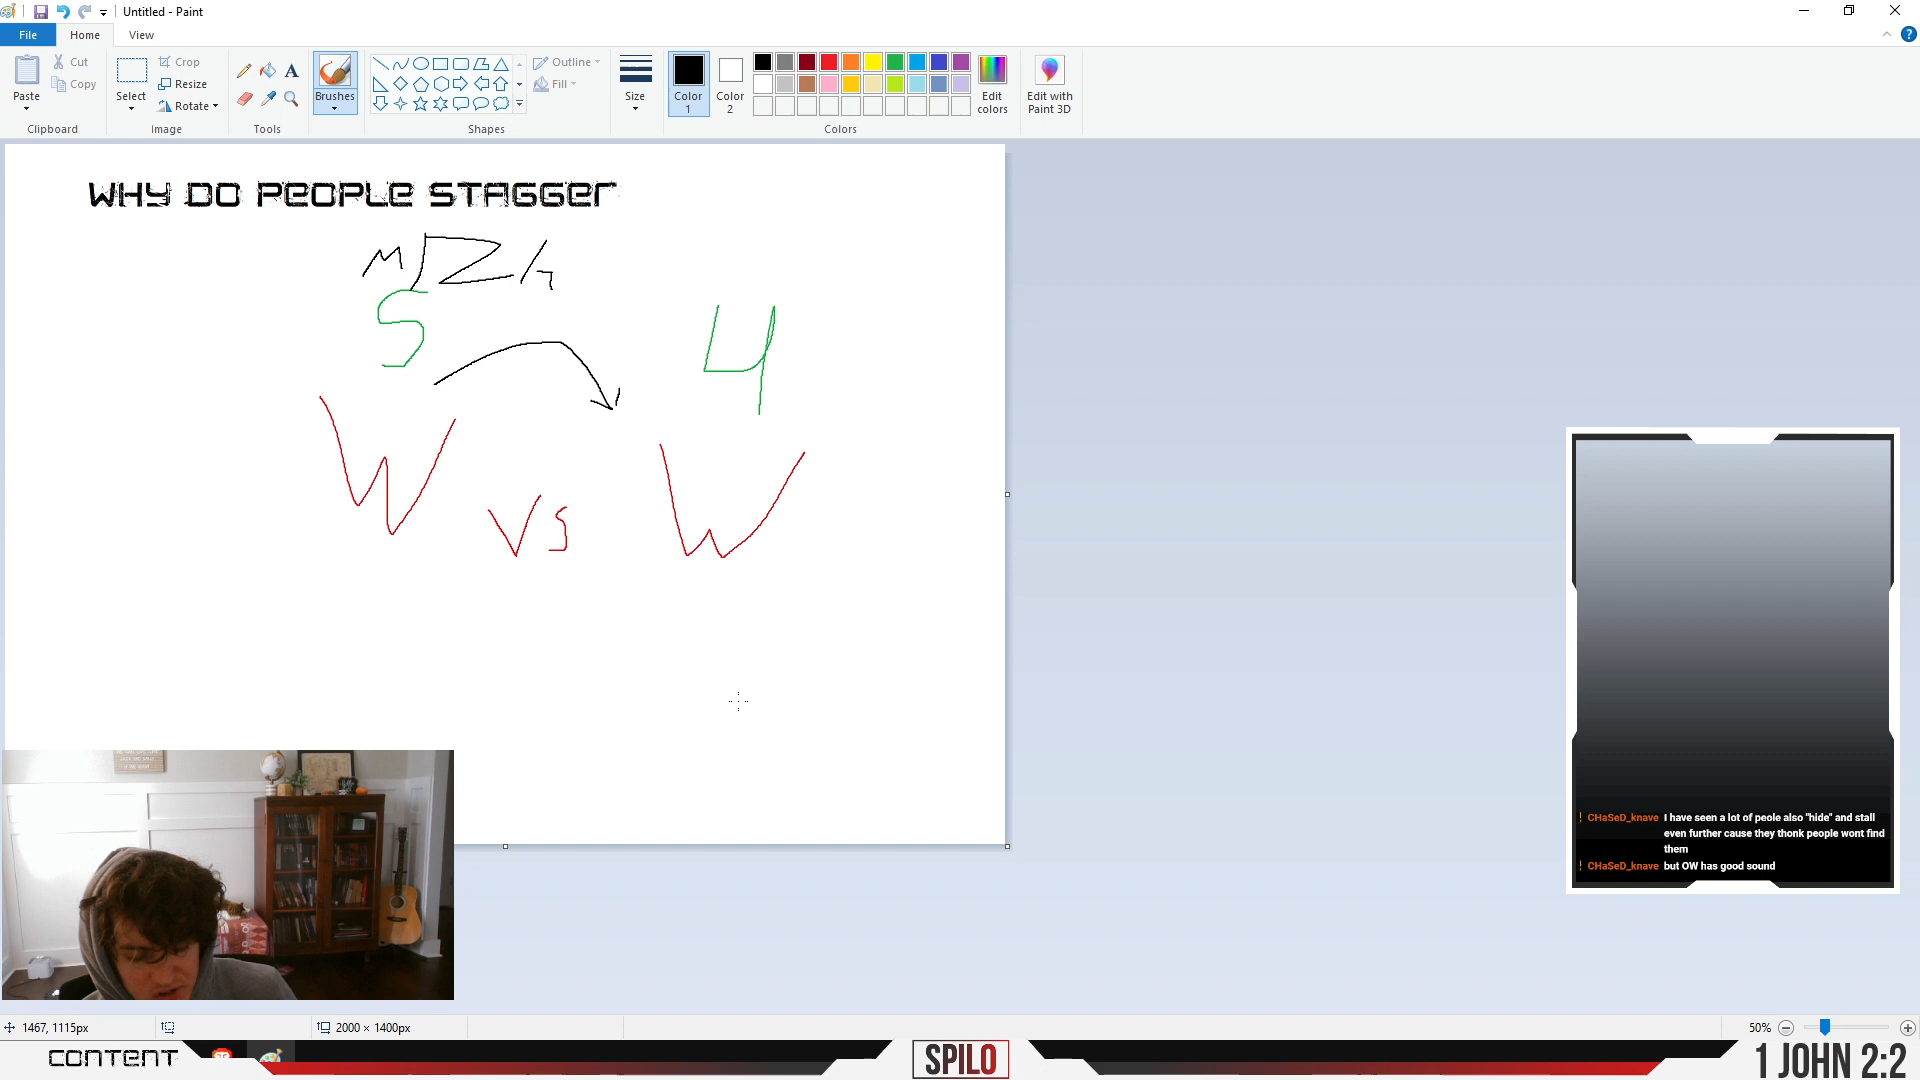 Untitled - Paint
File Home View
Paste
Cut
Copy
Clipboard
Select
Crop
Resize
Rotate
Image
A
Tools
Brushes
Shapes
Outline
Fill
Size
Color 1
Color 2
Colors
Edit colors
Edit with Paint 3D
?
WHY DO PEOPLE STAGGER
5
4
W vs W
CHaSeD_knave I have seen a lot of peole also "hide" and stall
even further cause they thonk people wont find
them
CHaSeD_knave but OW has good sound
1467, 1115px
2000 × 1400px
50%
CONTENT
SPILO
1 JOHN 2:2